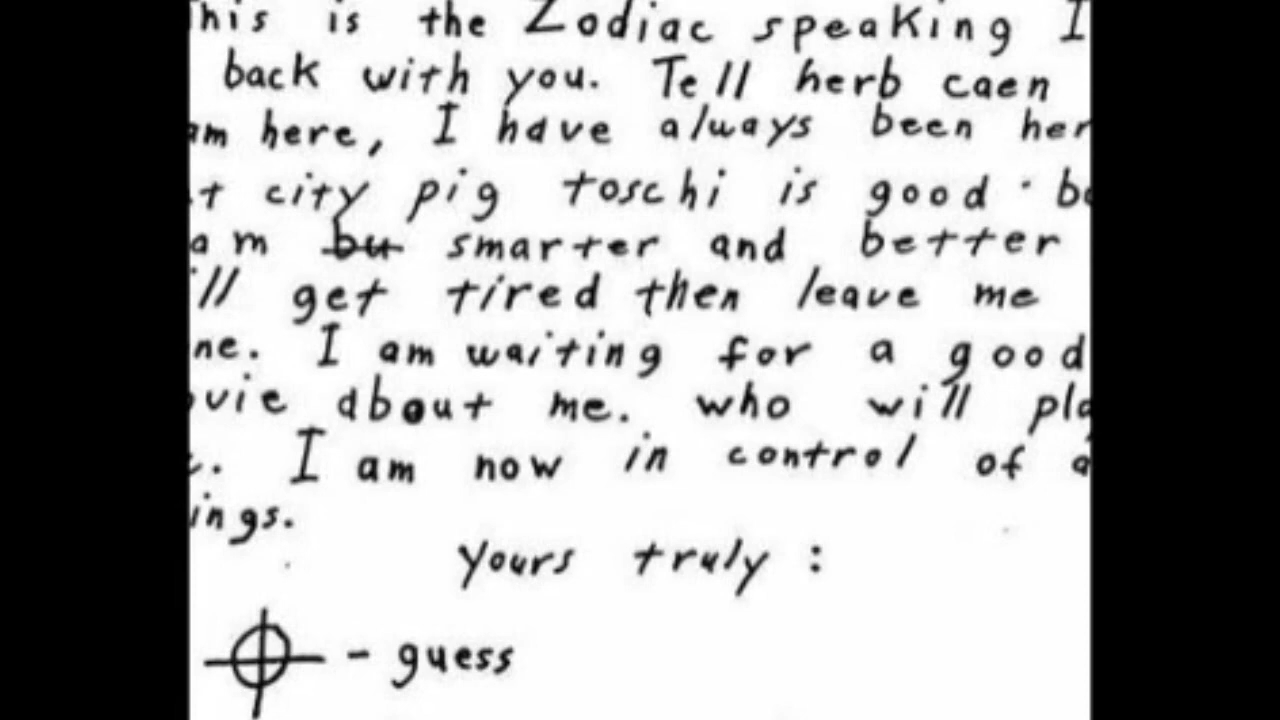 his is the Zodiac speaking I
back with you. Tell herb caen
am here, I have always been her
t city pig toschi is good · b
am bu smarter and better
ll get tired then leave me
ne. I am waiting for a good
ovie about me. who will pla
. I am now in control of a
ings.
yours truly :
- guess